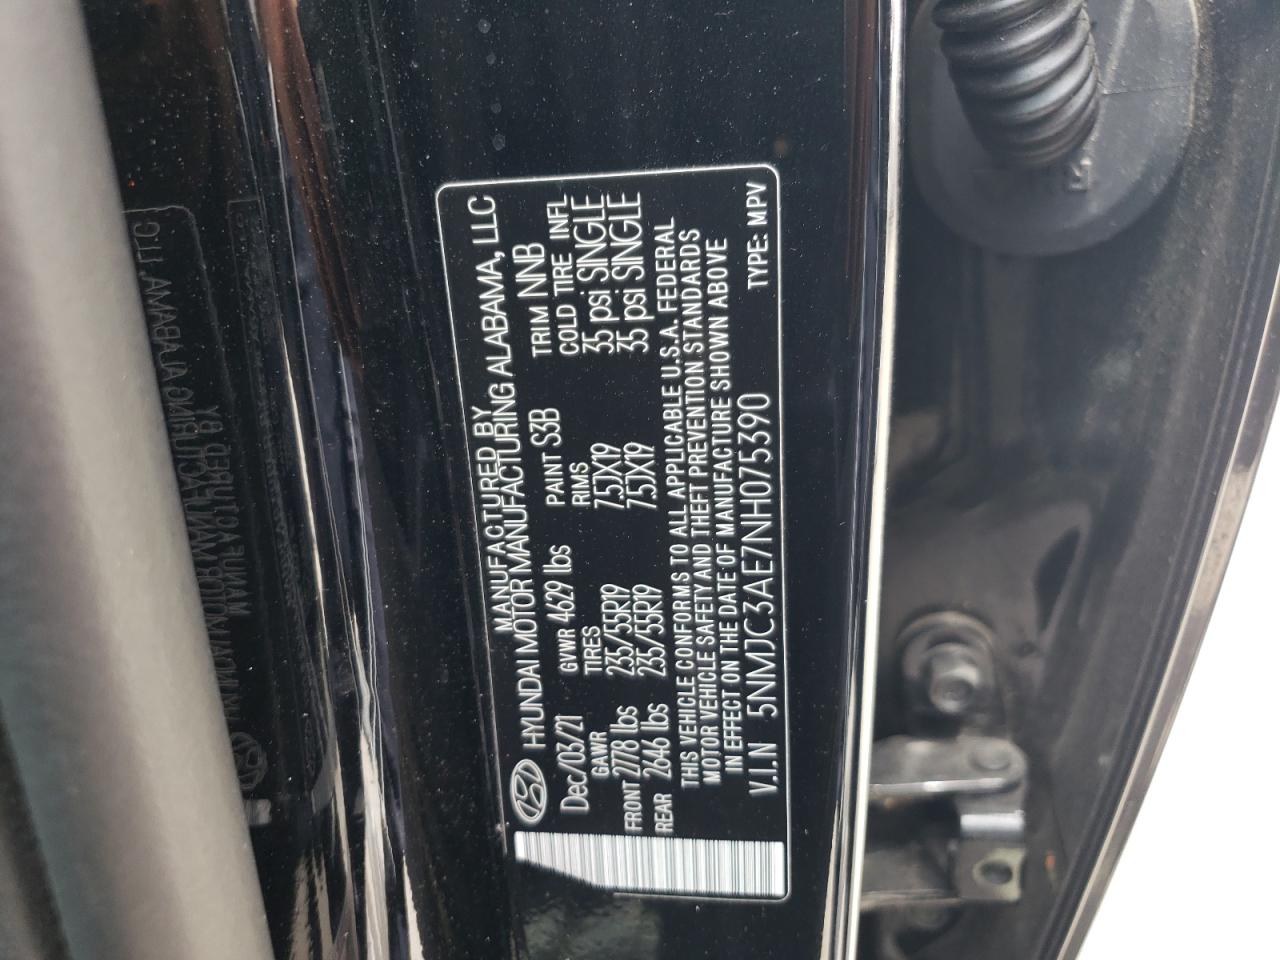 MANUFACTURED BY
HYUNDAI MOTOR MANUFACTURING ALABAMA, LLC
Dec/03/21 GVWR 4629 lbs PAINT S3B TRIM NNB
GAWR TIRES RIMS COLD TIRE INFL
FRONT 2778 lbs 235/55R19 7.5JX19 35 psi SINGLE
REAR 2646 lbs 235/55R19 7.5JX19 35 psi SINGLE
THIS VEHICLE CONFORMS TO ALL APPLICABLE U.S.A. FEDERAL
MOTOR VEHICLE SAFETY AND THEFT PREVENTION STANDARDS
IN EFFECT ON THE DATE OF MANUFACTURE SHOWN ABOVE
V.I.N 5NMJC3AE7NH075390 TYPE: MPV